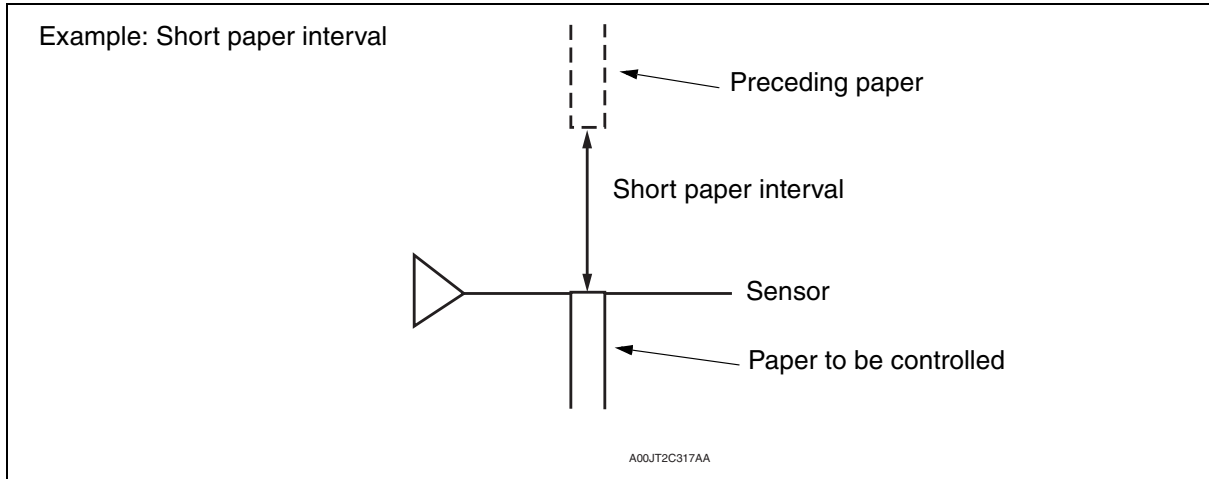 Example: Short paper interval
Preceding paper
Short paper interval
Sensor
Paper to be controlled
A00JT2C317AA